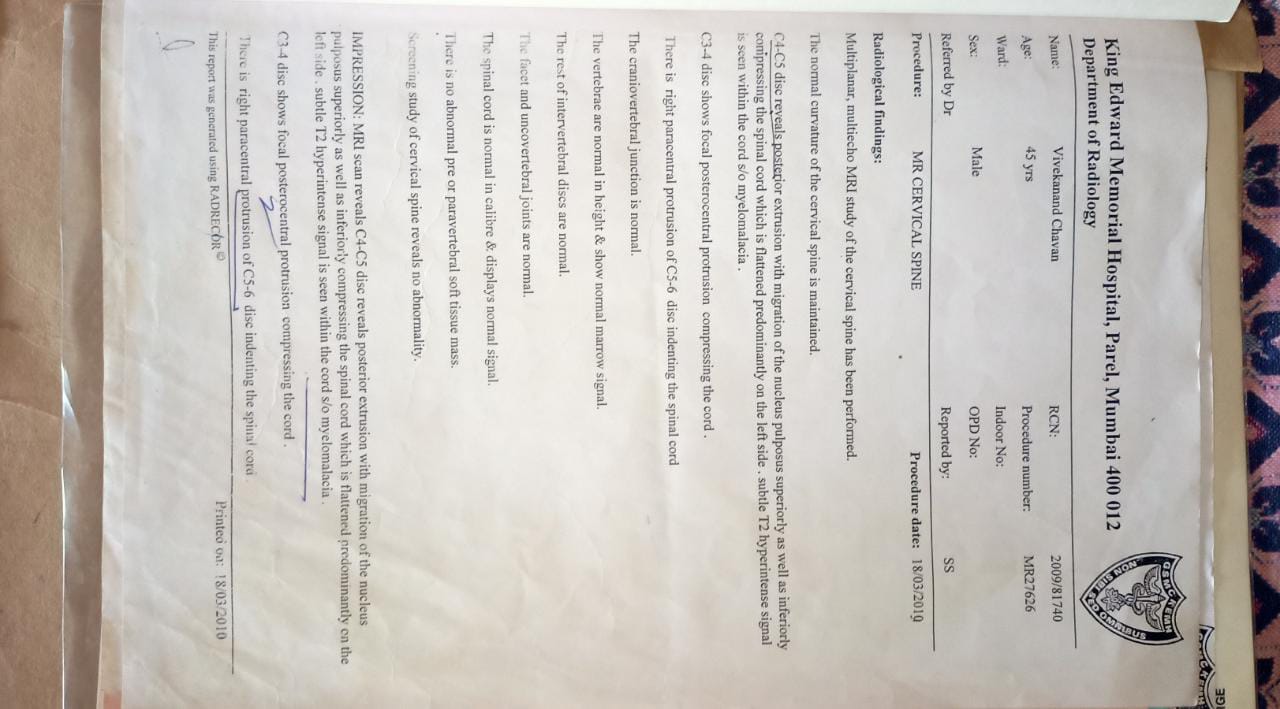 King Edward Memorial Hospital, Parel, Mumbai 400 012
Department of Radiology
GSMC KEMH
NON SIBI SED OMNIBUS
Name: Vivekanand Chavan RCN: 2009/81740
Age: 45 yrs Procedure number: MR27626
Ward: Indoor No:
Sex: Male OPD No:
Referred by Dr Reported by: SS
Procedure: MR CERVICAL SPINE Procedure date: 18/03/2019
Radiological findings:
Multiplanar, multiecho MRI study of the cervical spine has been performed.
The normal curvature of the cervical spine is maintained.
C4-C5 disc reveals posterior extrusion with migration of the nucleus pulposus superiorly as well as inferiorly
compressing the spinal cord which is flattened predominantly on the left side . subtle T2 hyperintense signal
is seen within the cord s/o myelomalacia .
C3-4 disc shows focal posterocentral protrusion compressing the cord .
There is right paracentral protrusion of C5-6 disc indenting the spinal cord
The craniovertebral junction is normal.
The vertebrae are normal in height & show normal marrow signal.
The rest of intervertebral discs are normal.
The facet and uncovertebral joints are normal.
The spinal cord is normal in calibre & displays normal signal.
There is no abnormal pre or paravertebral soft tissue mass.
Screening study of cervical spine reveals no abnormality.
IMPRESSION: MRI scan reveals C4-C5 disc reveals posterior extrusion with migration of the nucleus
pulposus superiorly as well as inferiorly compressing the spinal cord which is flattened predominantly on the
left side . subtle T2 hyperintense signal is seen within the cord s/o myelomalacia .
C3-4 disc shows focal posterocentral protrusion compressing the cord .
There is right paracentral protrusion of C5-6 disc indenting the spinal cord
This report was generated using RADRECOR © Printed on: 18/03/2010